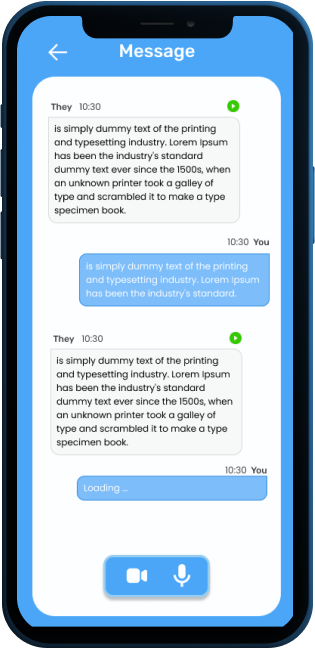 Message
They 10:30
is simply dummy text of the printing
and typesetting industry. Lorem Ipsum
has been the industry's standard
dummy text ever since the 1500s, when
an unknown printer took a galley of
type and scrambled it to make a type
specimen book.
10:30 You
is simply dummy text of the printing
and typesetting industry. Lorem Ipsum
has been the industry's standard.
They 10:30
is simply dummy text of the printing
and typesetting industry. Lorem Ipsum
has been the industry's standard
dummy text ever since the 1500s, when
an unknown printer took a galley of
type and scrambled it to make a type
specimen book.
10:30 You
Loading ...